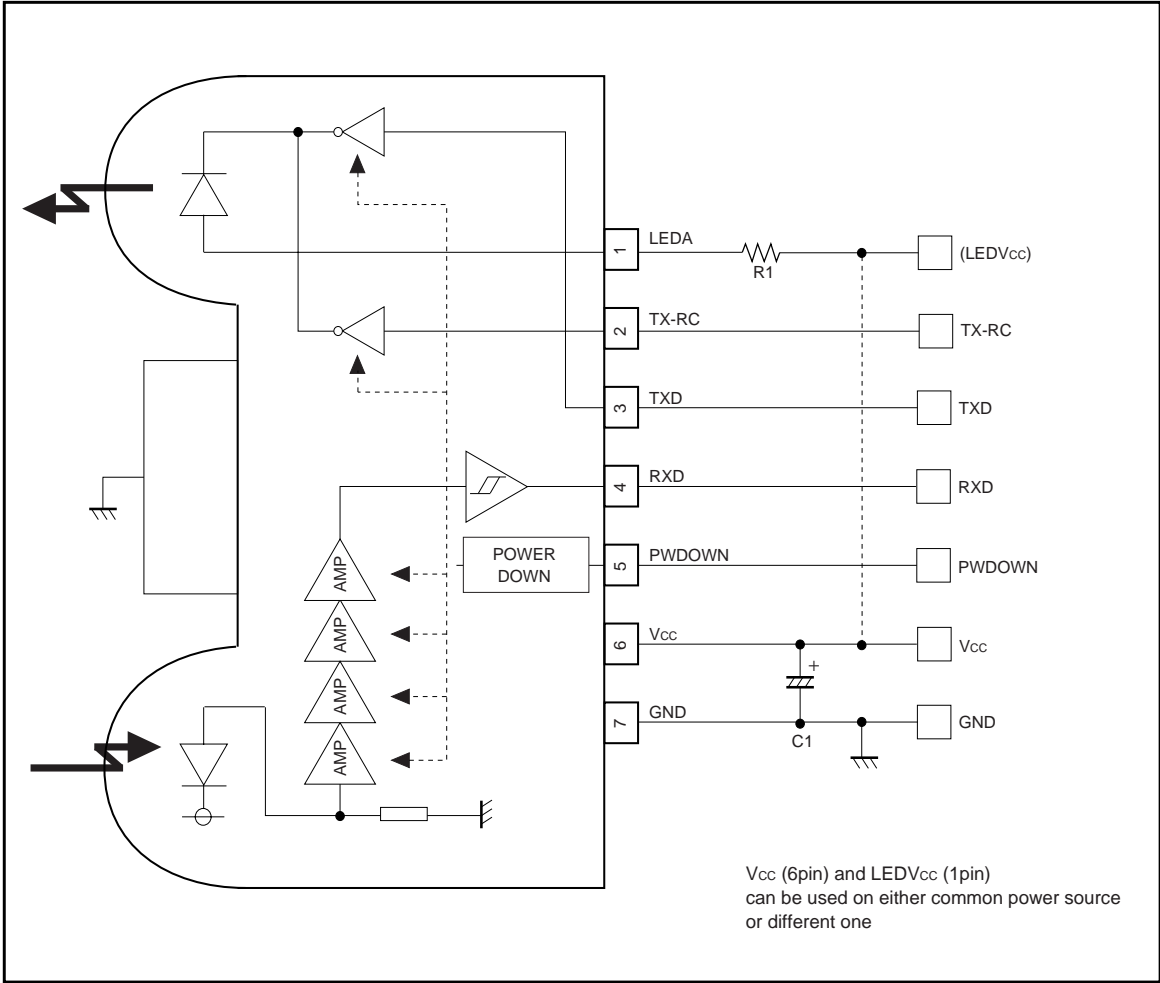 1 LEDA
R1
(LEDVcc)
2 TX-RC
TX-RC
3 TXD
TXD
4 RXD
RXD
POWER
DOWN
5 PWDOWN
PWDOWN
AMP
AMP
AMP
AMP
6 Vcc
+
Vcc
7 GND
C1
GND
Vcc (6pin) and LEDVcc (1pin)
can be used on either common power source
or different one